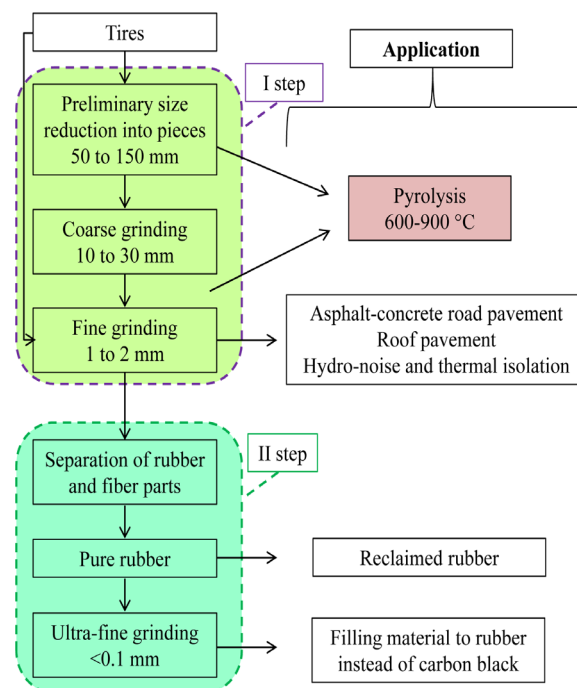 Tires
Application
I step
Preliminary size
reduction into pieces
50 to 150 mm
Pyrolysis
600-900 °C
Coarse grinding
10 to 30 mm
Fine grinding
1 to 2 mm
Asphalt-concrete road pavement
Roof pavement
Hydro-noise and thermal isolation
II step
Separation of rubber
and fiber parts
Pure rubber
Reclaimed rubber
Ultra-fine grinding
<0.1 mm
Filling material to rubber
instead of carbon black